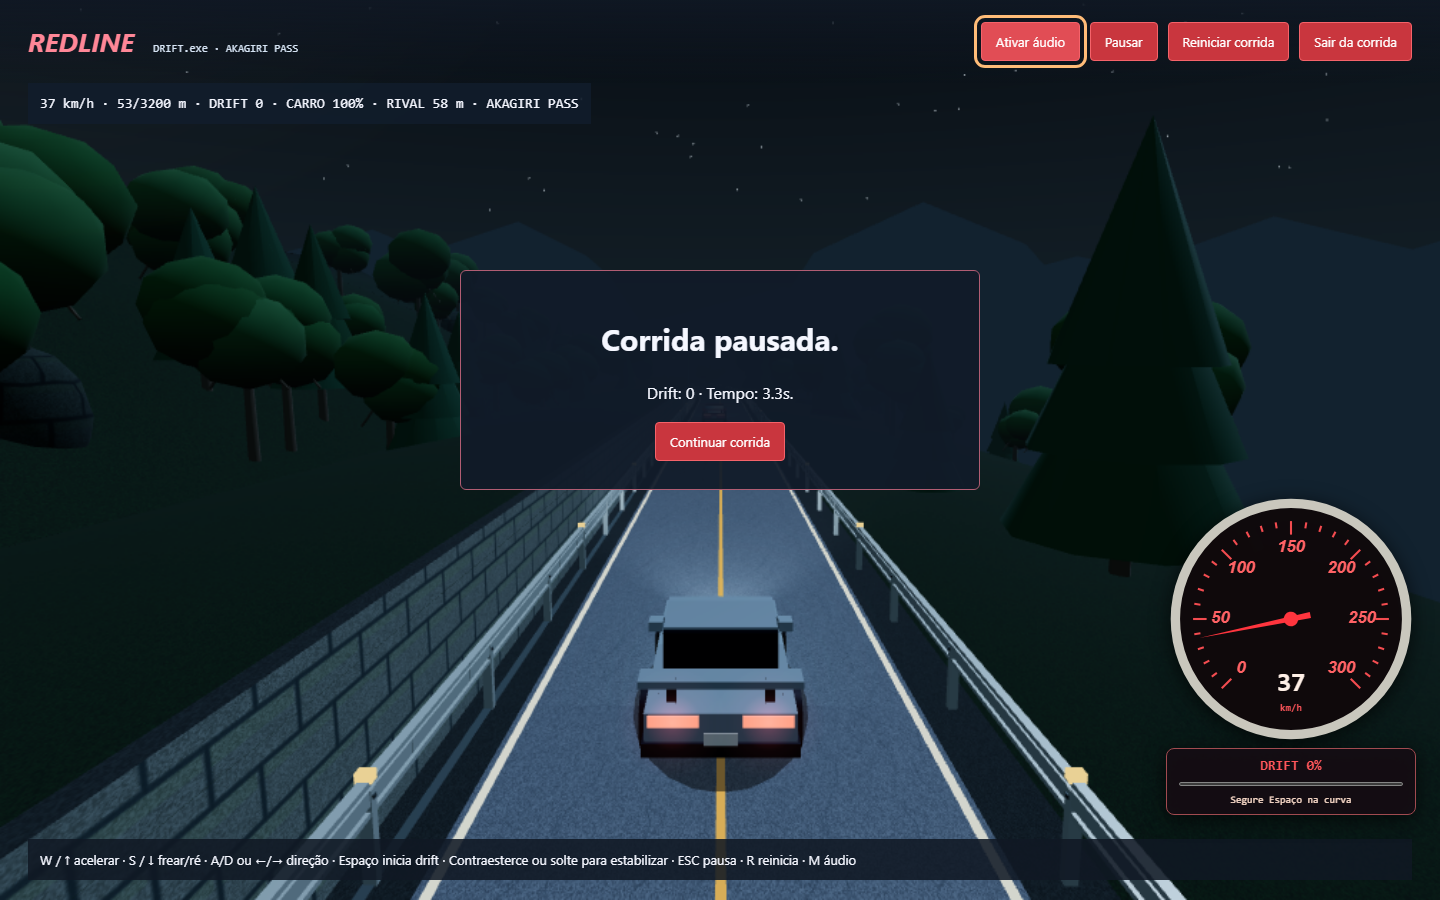 REDLINE DRIFT.exe · AKAGIRI PASS
Ativar áudio Pausar Reiniciar corrida Sair da corrida
37 km/h · 53/3200 m · DRIFT 0 · CARRO 100% · RIVAL 58 m · AKAGIRI PASS
Corrida pausada.
Drift: 0 · Tempo: 3.3s.
Continuar corrida
0
50
100
150
200
250
300
37
km/h
DRIFT 0%
Segure Espaço na curva
W / ↑ acelerar · S / ↓ frear/ré · A/D ou ←/→ direção · Espaço inicia drift · Contraesterce ou solte para estabilizar · ESC pausa · R reinicia · M áudio